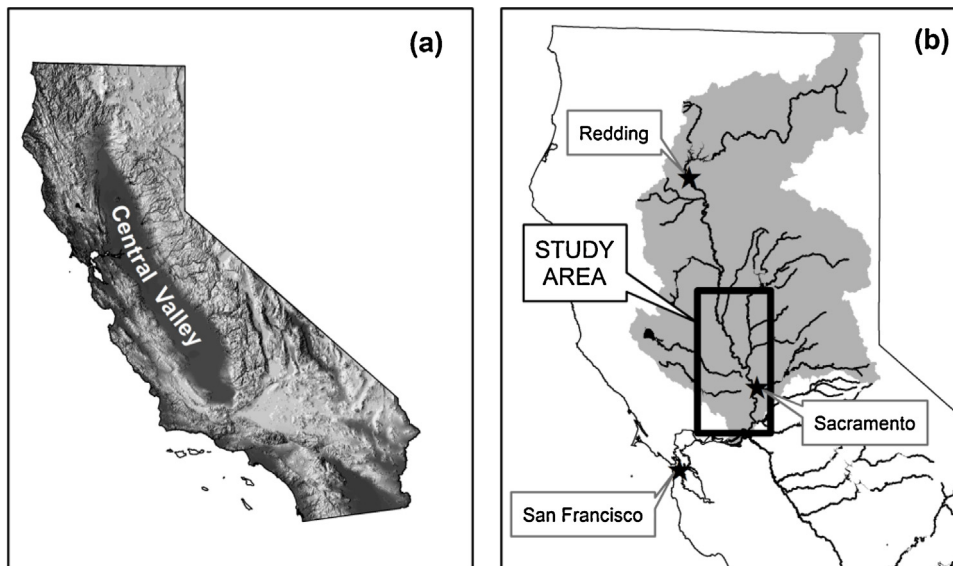 (a)
Central Valley
(b)
Redding
STUDY
AREA
Sacramento
San Francisco